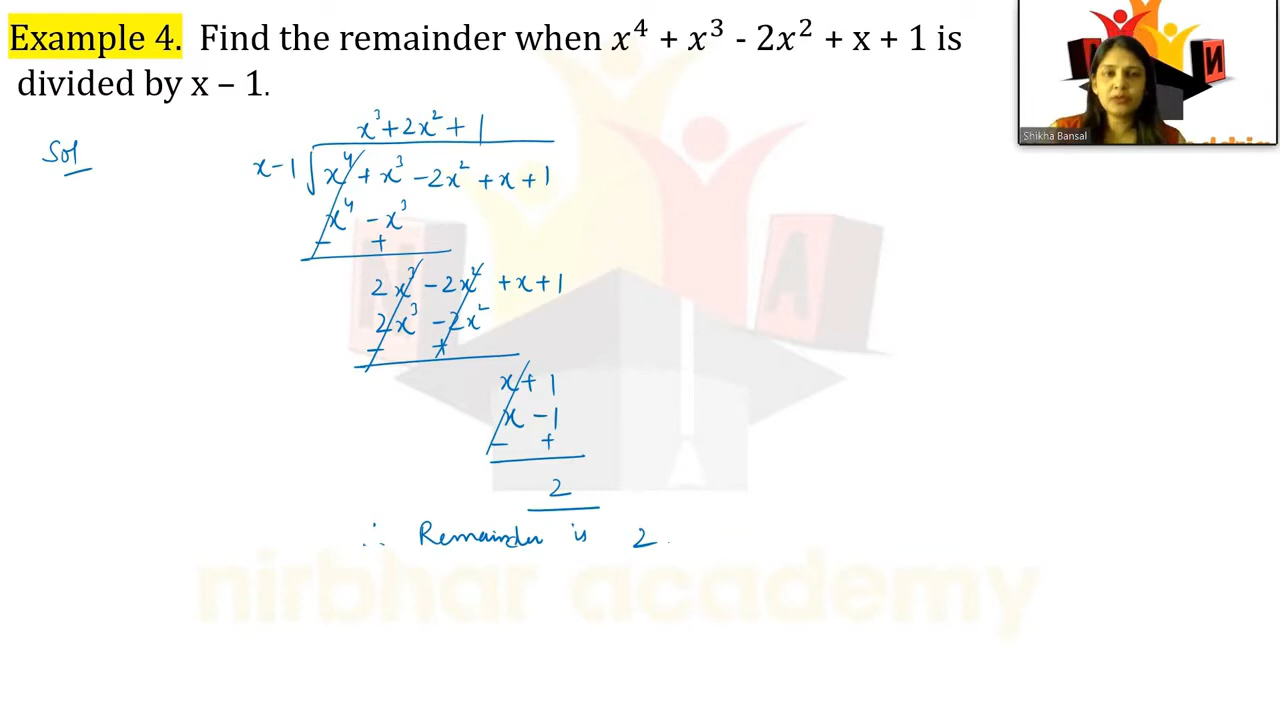 Example 4. Find the remainder when x⁴ + x³ - 2x² + x + 1 is
divided by x – 1.
Shikha Bansal
Sol
x³ + 2x² + 1
x - 1 √ x⁴ + x³ - 2x² + x + 1
x⁴ - x³
- +
2x³ - 2x² + x + 1
2x³ - 2x²
- +
x + 1
x - 1
- +
2
∴ Remainder is 2.
N A
nirbhar academy